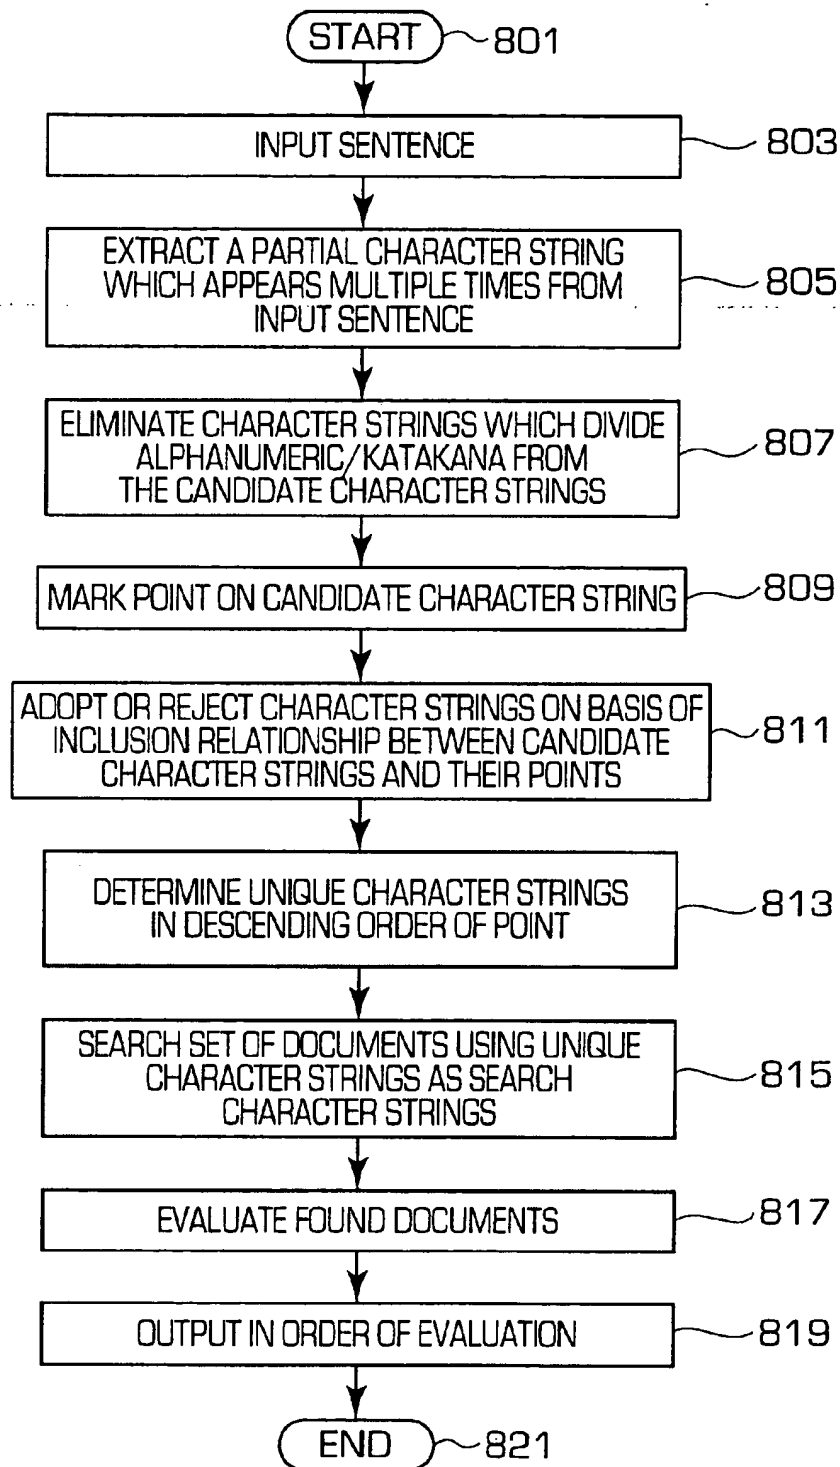 START 801
INPUT SENTENCE 803
EXTRACT A PARTIAL CHARACTER STRING
WHICH APPEARS MULTIPLE TIMES FROM
INPUT SENTENCE
805
ELIMINATE CHARACTER STRINGS WHICH DIVIDE
ALPHANUMERIC/KATAKANA FROM
THE CANDIDATE CHARACTER STRINGS
807
MARK POINT ON CANDIDATE CHARACTER STRING 809
ADOPT OR REJECT CHARACTER STRINGS ON BASIS OF
INCLUSION RELATIONSHIP BETWEEN CANDIDATE
CHARACTER STRINGS AND THEIR POINTS
811
DETERMINE UNIQUE CHARACTER STRINGS
IN DESCENDING ORDER OF POINT
813
SEARCH SET OF DOCUMENTS USING UNIQUE
CHARACTER STRINGS AS SEARCH
CHARACTER STRINGS
815
EVALUATE FOUND DOCUMENTS 817
OUTPUT IN ORDER OF EVALUATION 819
END 821